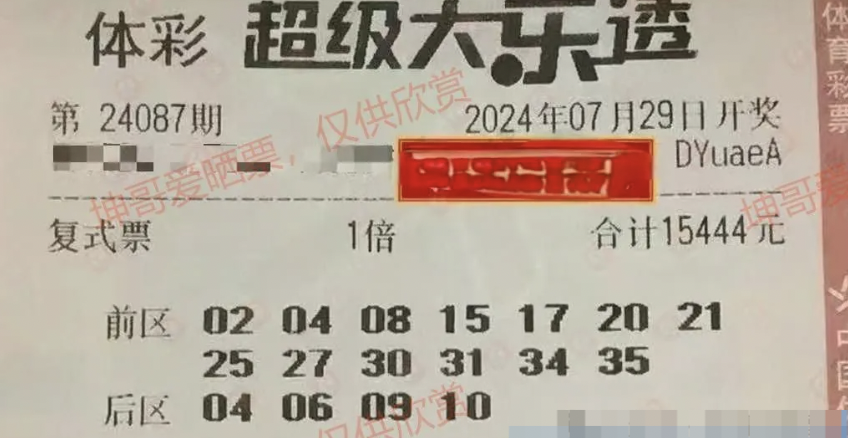 体彩 超级大乐透
第 24087期 2024年07月29日开奖
DYuaeA
复式票 1倍 合计15444元
前区 02 04 08 15 17 20 21
25 27 30 31 34 35
后区 04 06 09 10
坤哥爱晒票，仅供欣赏
坤哥爱
仅供欣赏
体育彩票
中国